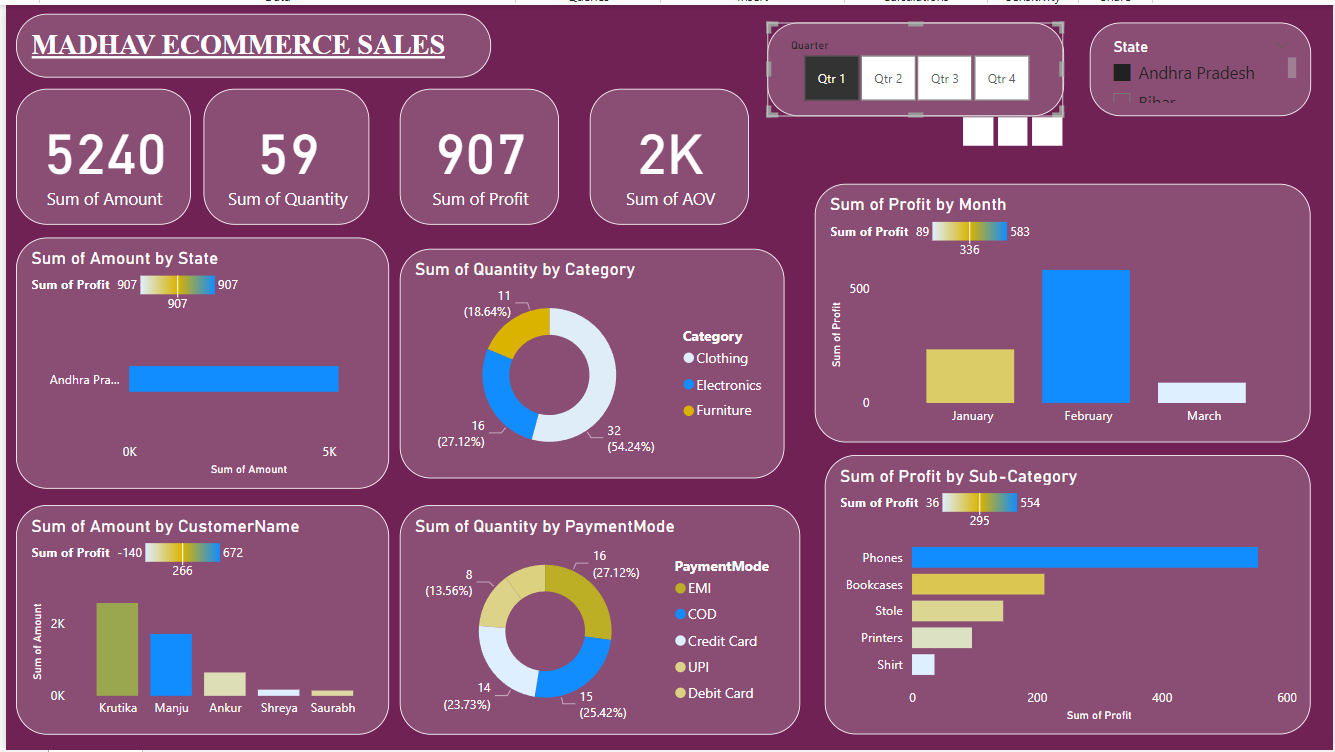 MADHAV ECOMMERCE SALES
Quarter
Qtr 1
Qtr 2
Qtr 3
Qtr 4
State
Andhra Pradesh
Bihar
5240
Sum of Amount
59
Sum of Quantity
907
Sum of Profit
2K
Sum of AOV
Sum of Amount by State
Sum of Profit 907 907
907
Andhra Pra...
0K 5K
Sum of Amount
Sum of Quantity by Category
11
(18.64%)
16
(27.12%)
32
(54.24%)
Category
Clothing
Electronics
Furniture
Sum of Profit by Month
Sum of Profit 89 583
336
Sum of Profit
500
0
January February March
Sum of Amount by CustomerName
Sum of Profit -140 672
266
Sum of Amount
2K
0K
Krutika Manju Ankur Shreya Saurabh
Sum of Quantity by PaymentMode
16
(27.12%)
8
(13.56%)
14
(23.73%)
15
(25.42%)
PaymentMode
EMI
COD
Credit Card
UPI
Debit Card
Sum of Profit by Sub-Category
Sum of Profit 36 554
295
Phones
Bookcases
Stole
Printers
Shirt
0 200 400 600
Sum of Profit